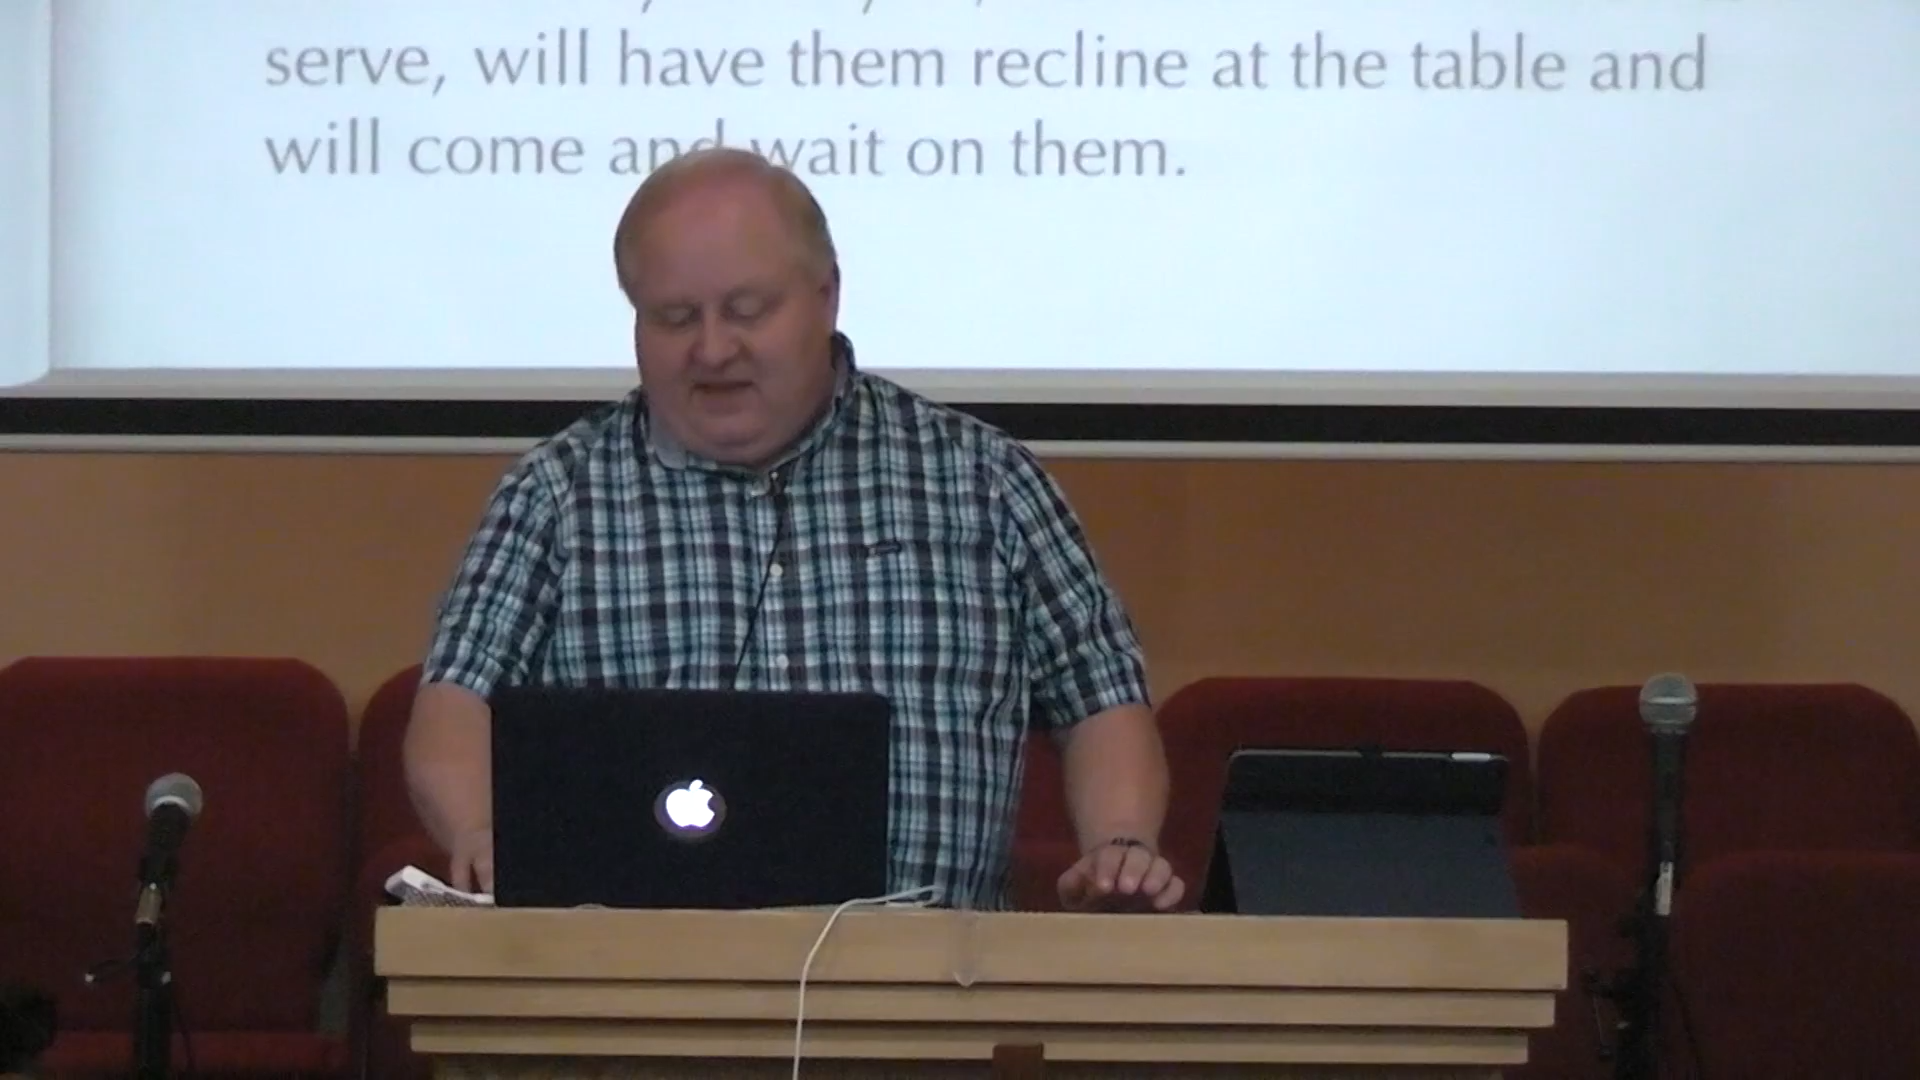 serve, will have them recline at the table and
will come and wait on them.